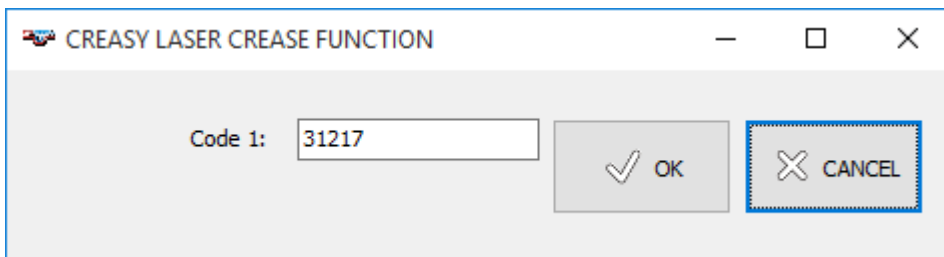 CREASY LASER CREASE FUNCTION
Code 1: 31217 OK CANCEL